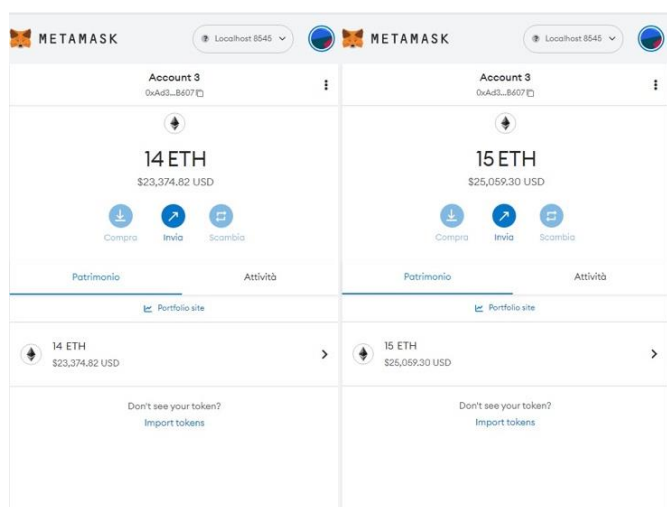 METAMASK
Localhost 8545
Account 3
0xAd3...B607
14 ETH
$23,374.82 USD
Compra
Invia
Scambia
Patrimonio
Attività
Portfolio site
14 ETH
$23,374.82 USD
Don't see your token?
Import tokens
METAMASK
Localhost 8545
Account 3
0xAd3...B607
15 ETH
$25,059.30 USD
Compra
Invia
Scambia
Patrimonio
Attività
Portfolio site
15 ETH
$25,059.30 USD
Don't see your token?
Import tokens